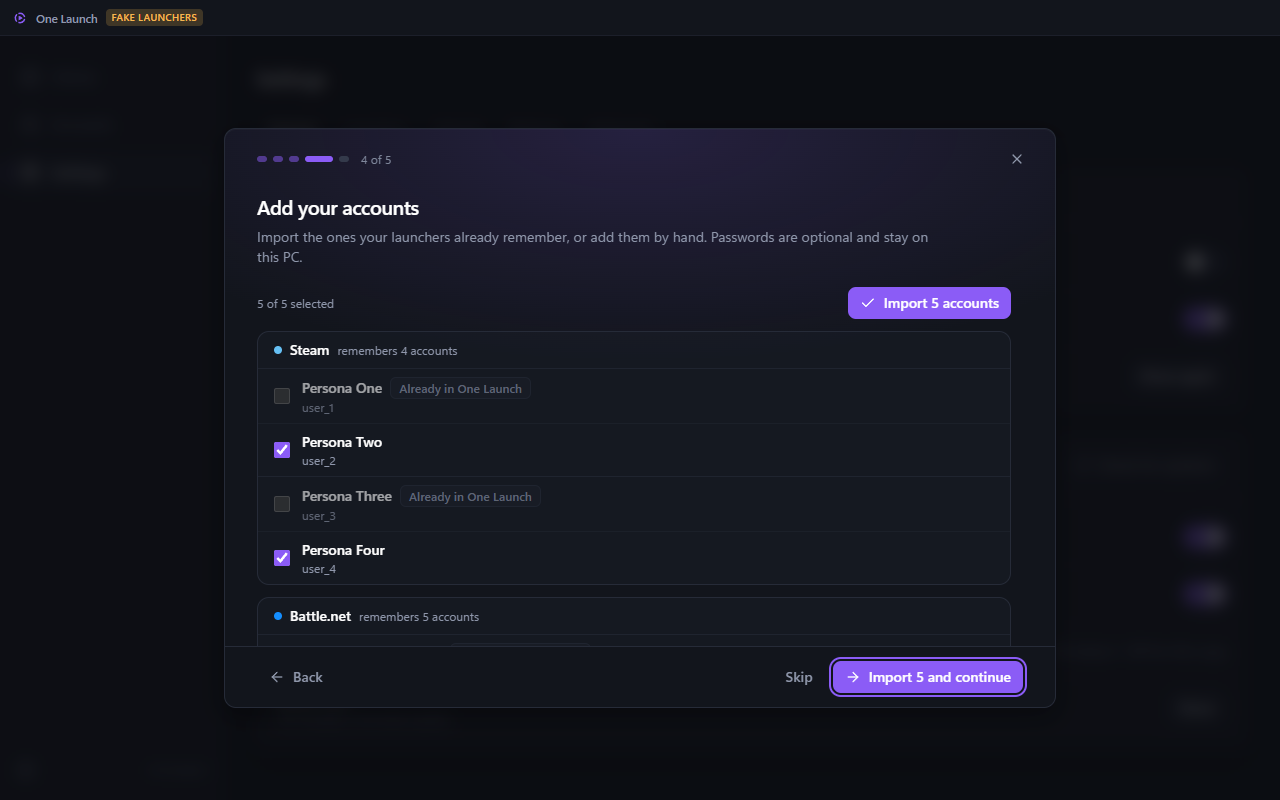 One Launch FAKE LAUNCHERS
4 of 5
Add your accounts
Import the ones your launchers already remember, or add them by hand. Passwords are optional and stay on
this PC.
5 of 5 selected
Import 5 accounts
Steam remembers 4 accounts
Persona One Already in One Launch
user_1
Persona Two
user_2
Persona Three Already in One Launch
user_3
Persona Four
user_4
Battle.net remembers 5 accounts
Back
Skip
Import 5 and continue